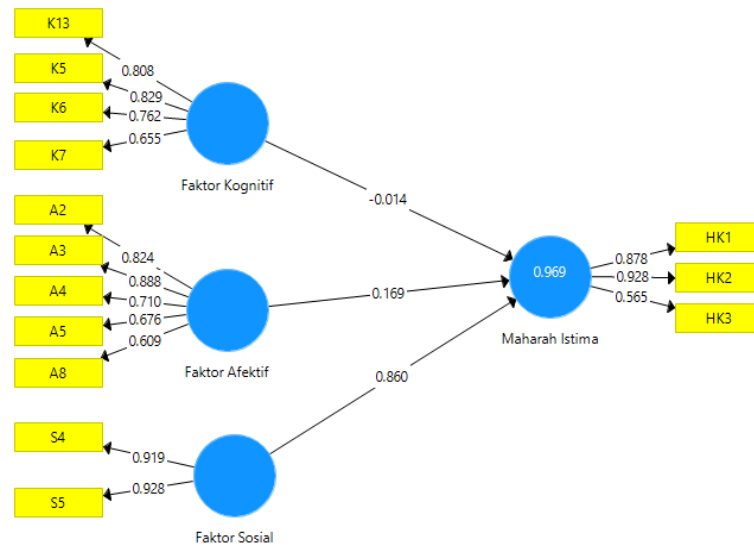 K13
K5
K6
K7
0.808
0.829
0.762
0.655
Faktor Kognitif
-0.014
A2
A3
A4
A5
A8
0.824
0.888
0.710
0.676
0.609
Faktor Afektif
0.169
S4
S5
0.919
0.928
Faktor Sosial
0.860
0.969
Maharah Istima
0.878
0.928
0.565
HK1
HK2
HK3